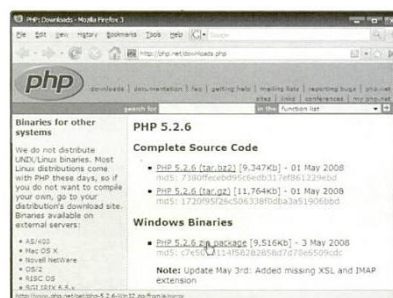 PHP: Downloads - Mozilla Firefox 3
File Edit View History Bookmarks Tools Help
http://php.net/downloads.php
php
downloads | documentation | faq | getting help | mailing lists | reporting bugs | php.net
sites | links | conferences | my php.net
search for in the function list
Binaries for other
systems
We do not distribute
UNIX/Linux binaries. Most
Linux distributions come
with PHP these days, so if
you do not want to compile
your own, go to your
distribution's download site.
Binaries available on
external servers:
AS/400
Mac OS X
Novell NetWare
OS/2
RISC OS
SGI IRIX 6.5.x
PHP 5.2.6
Complete Source Code
PHP 5.2.6 (tar.bz2) [9,347Kb] - 01 May 2008
md5:
PHP 5.2.6 (tar.gz) [11,764Kb] - 01 May 2008
md5:
Windows Binaries
PHP 5.2.6 zip package [9,516Kb] - 3 May 2008
md5:
Note: Update May 3rd: Added missing XSL and IMAP
extension